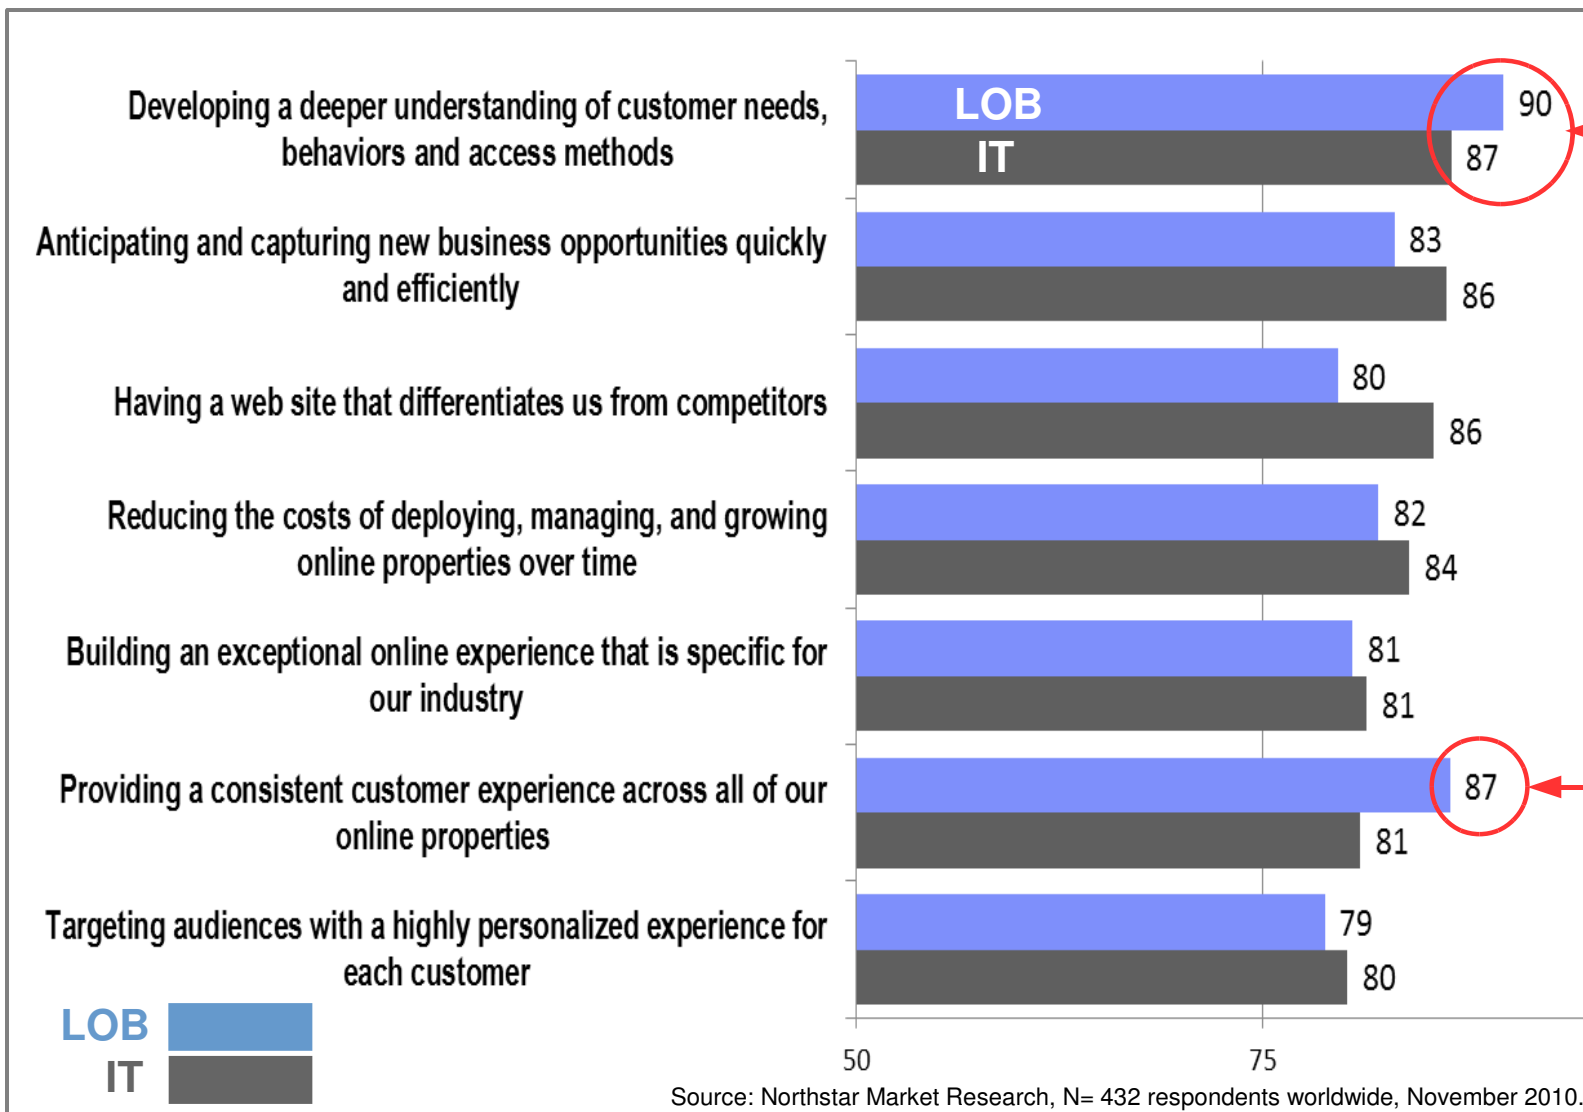 Developing a deeper understanding of customer needs,
behaviors and access methods
LOB
90
IT
87
Anticipating and capturing new business opportunities quickly
and efficiently
83
86
Having a web site that differentiates us from competitors
80
86
Reducing the costs of deploying, managing, and growing
online properties over time
82
84
Building an exceptional online experience that is specific for
our industry
81
81
Providing a consistent customer experience across all of our
online properties
87
81
Targeting audiences with a highly personalized experience for
each customer
79
80
LOB
IT
50
75
Source: Northstar Market Research, N= 432 respondents worldwide, November 2010.